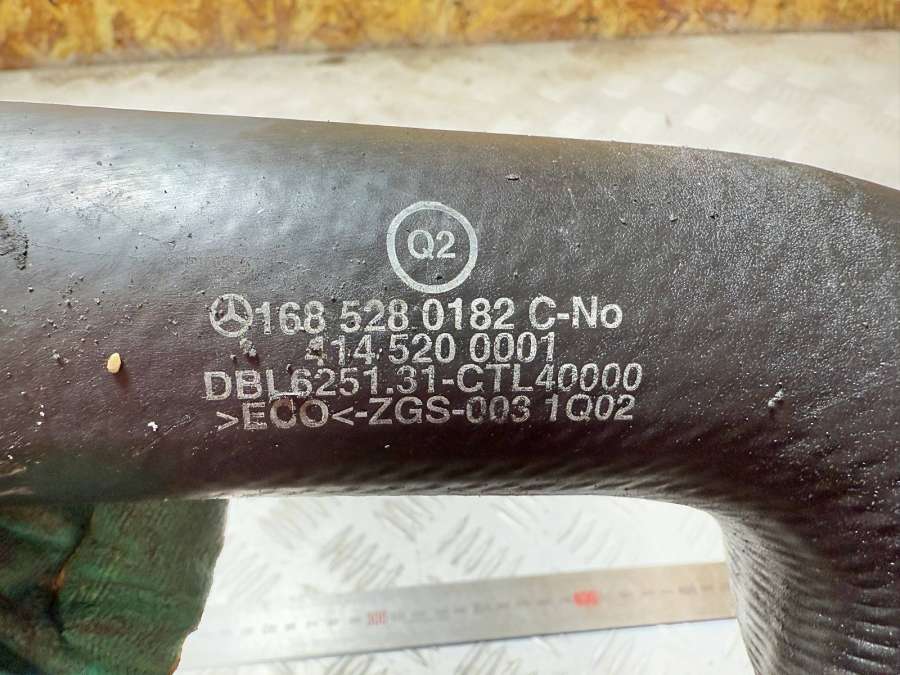 Q2
168 528 0182 C-No
414 520 0001
DBL6251.31-CTL40000
>ECO<-ZGS-003 1Q02